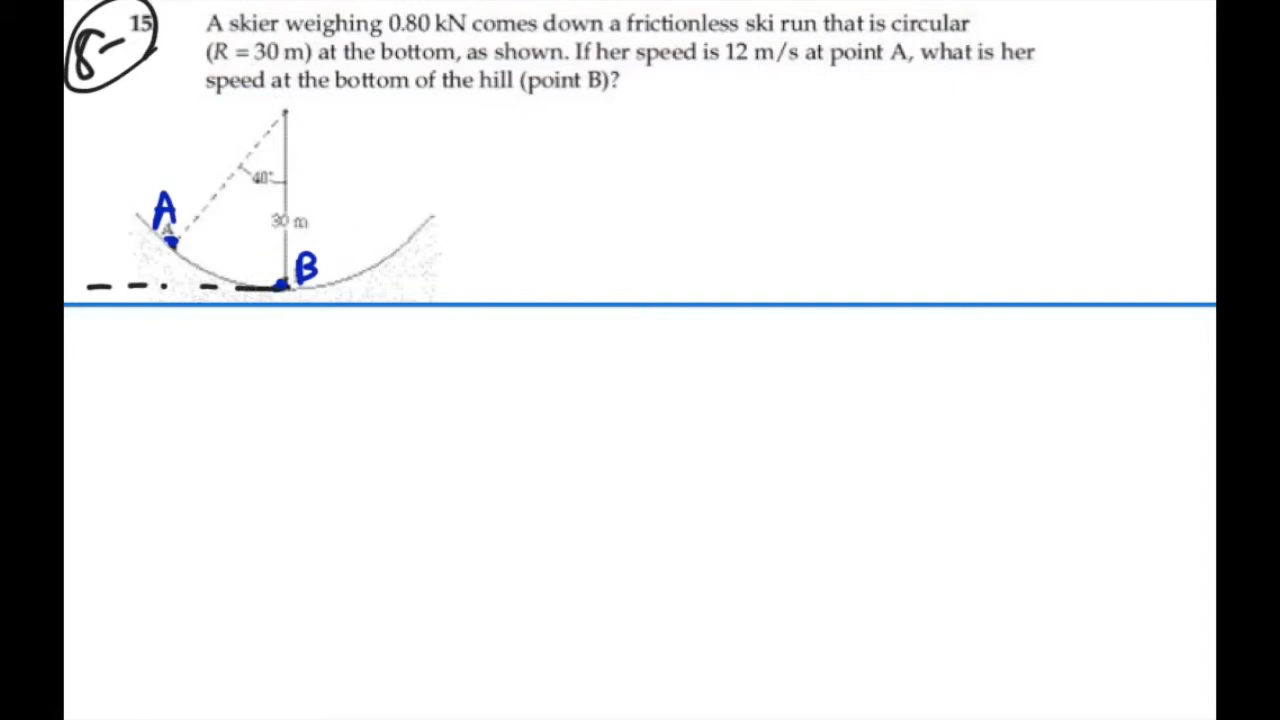 8-
15 A skier weighing 0.80 kN comes down a frictionless ski run that is circular
(R = 30 m) at the bottom, as shown. If her speed is 12 m/s at point A, what is her
speed at the bottom of the hill (point B)?
40°
A
A
30 m
B